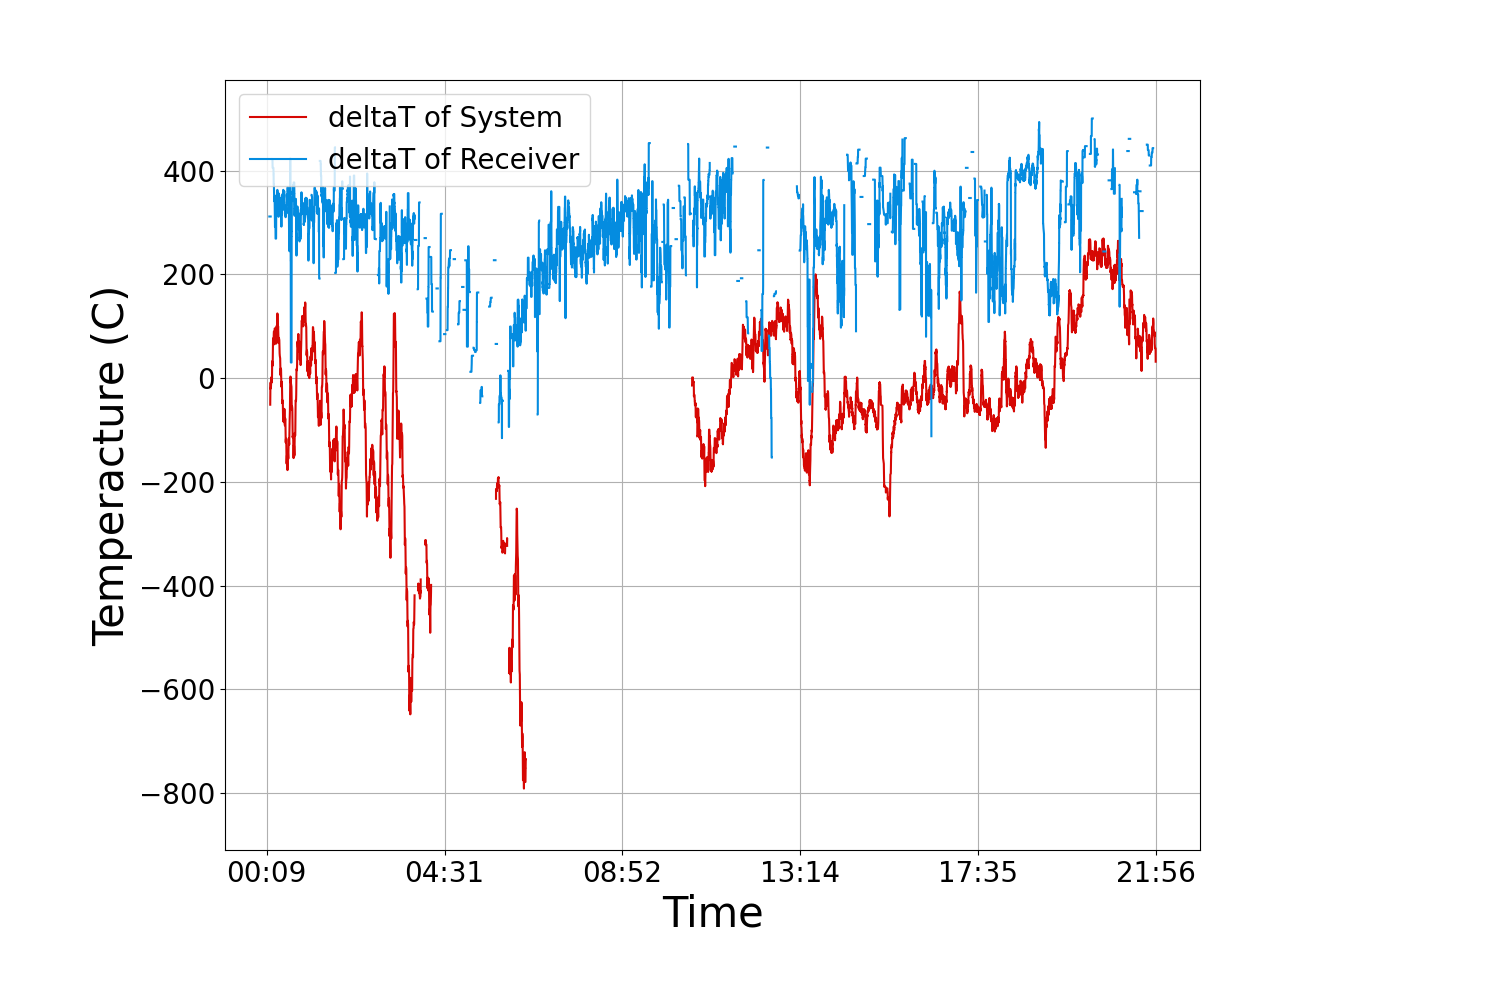 deltaT of System
deltaT of Receiver
400
200
0
−200
−400
−600
−800
Temperacture (C)
00:09 04:31 08:52 13:14 17:35 21:56
Time